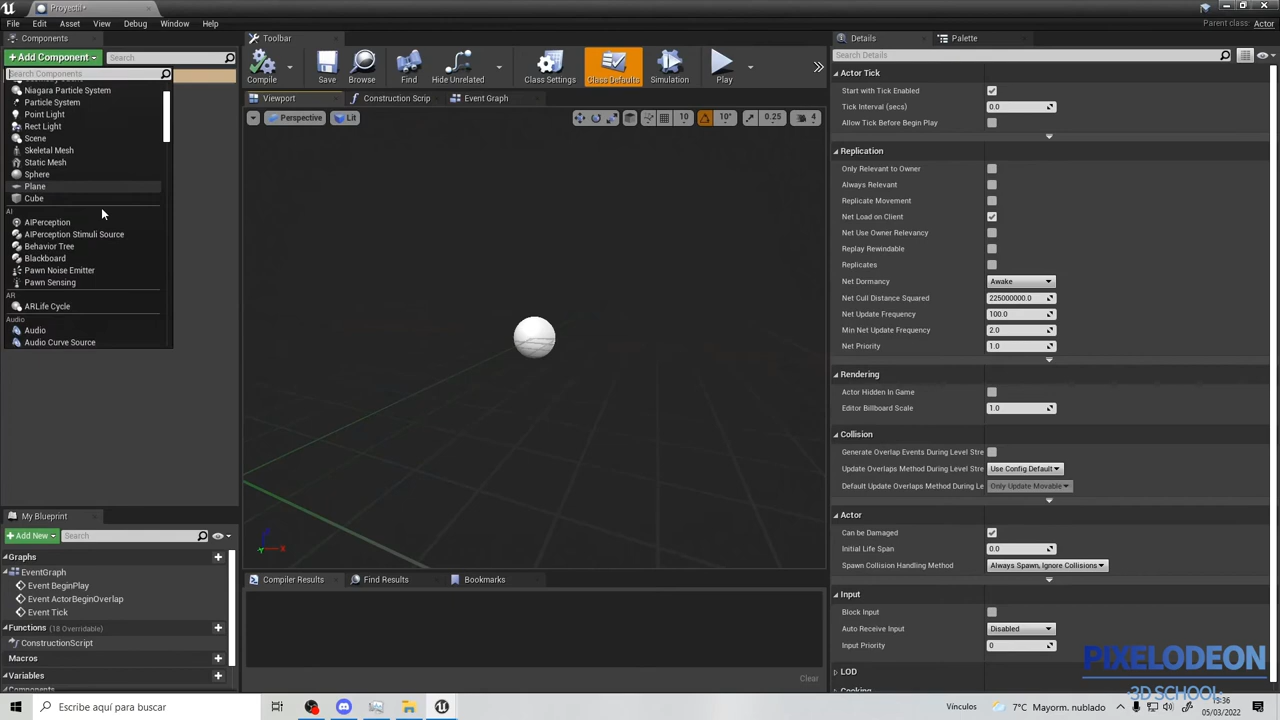 Proyectil*
File Edit Asset View Debug Window Help
Parent class: Actor
Components
+Add Component
Search
Search Components
Niagara Particle System
Particle System
Point Light
Rect Light
Scene
Skeletal Mesh
Static Mesh
Sphere
Plane
Cube
AI
AIPerception
AIPerception Stimuli Source
Behavior Tree
Blackboard
Pawn Noise Emitter
Pawn Sensing
AR
ARLife Cycle
Audio
Audio
Audio Curve Source
My Blueprint
+Add New
Search
Graphs
EventGraph
Event BeginPlay
Event ActorBeginOverlap
Event Tick
Functions (18 Overridable)
ConstructionScript
Macros
Variables
Components
Toolbar
Compile
Save
Browse
Find
Hide Unrelated
Class Settings
Class Defaults
Simulation
Play
Viewport
Construction Scrip
Event Graph
Perspective
Lit
10
10°
0.25
4
Compiler Results
Find Results
Bookmarks
Clear
Details
Palette
Search Details
Actor Tick
Start with Tick Enabled
Tick Interval (secs) 0.0
Allow Tick Before Begin Play
Replication
Only Relevant to Owner
Always Relevant
Replicate Movement
Net Load on Client
Net Use Owner Relevancy
Replay Rewindable
Replicates
Net Dormancy Awake
Net Cull Distance Squared 225000000.0
Net Update Frequency 100.0
Min Net Update Frequency 2.0
Net Priority 1.0
Rendering
Actor Hidden In Game
Editor Billboard Scale 1.0
Collision
Generate Overlap Events During Level Stre
Update Overlaps Method During Level Stre Use Config Default
Default Update Overlaps Method During Le Only Update Movable
Actor
Can be Damaged
Initial Life Span 0.0
Spawn Collision Handling Method Always Spawn, Ignore Collisions
Input
Block Input
Auto Receive Input Disabled
Input Priority 0
LOD
Cooking
PIXELODEON
·3D SCHOOL·
Escribe aquí para buscar
Vínculos
7°C Mayorm. nublado
15:36
05/03/2022